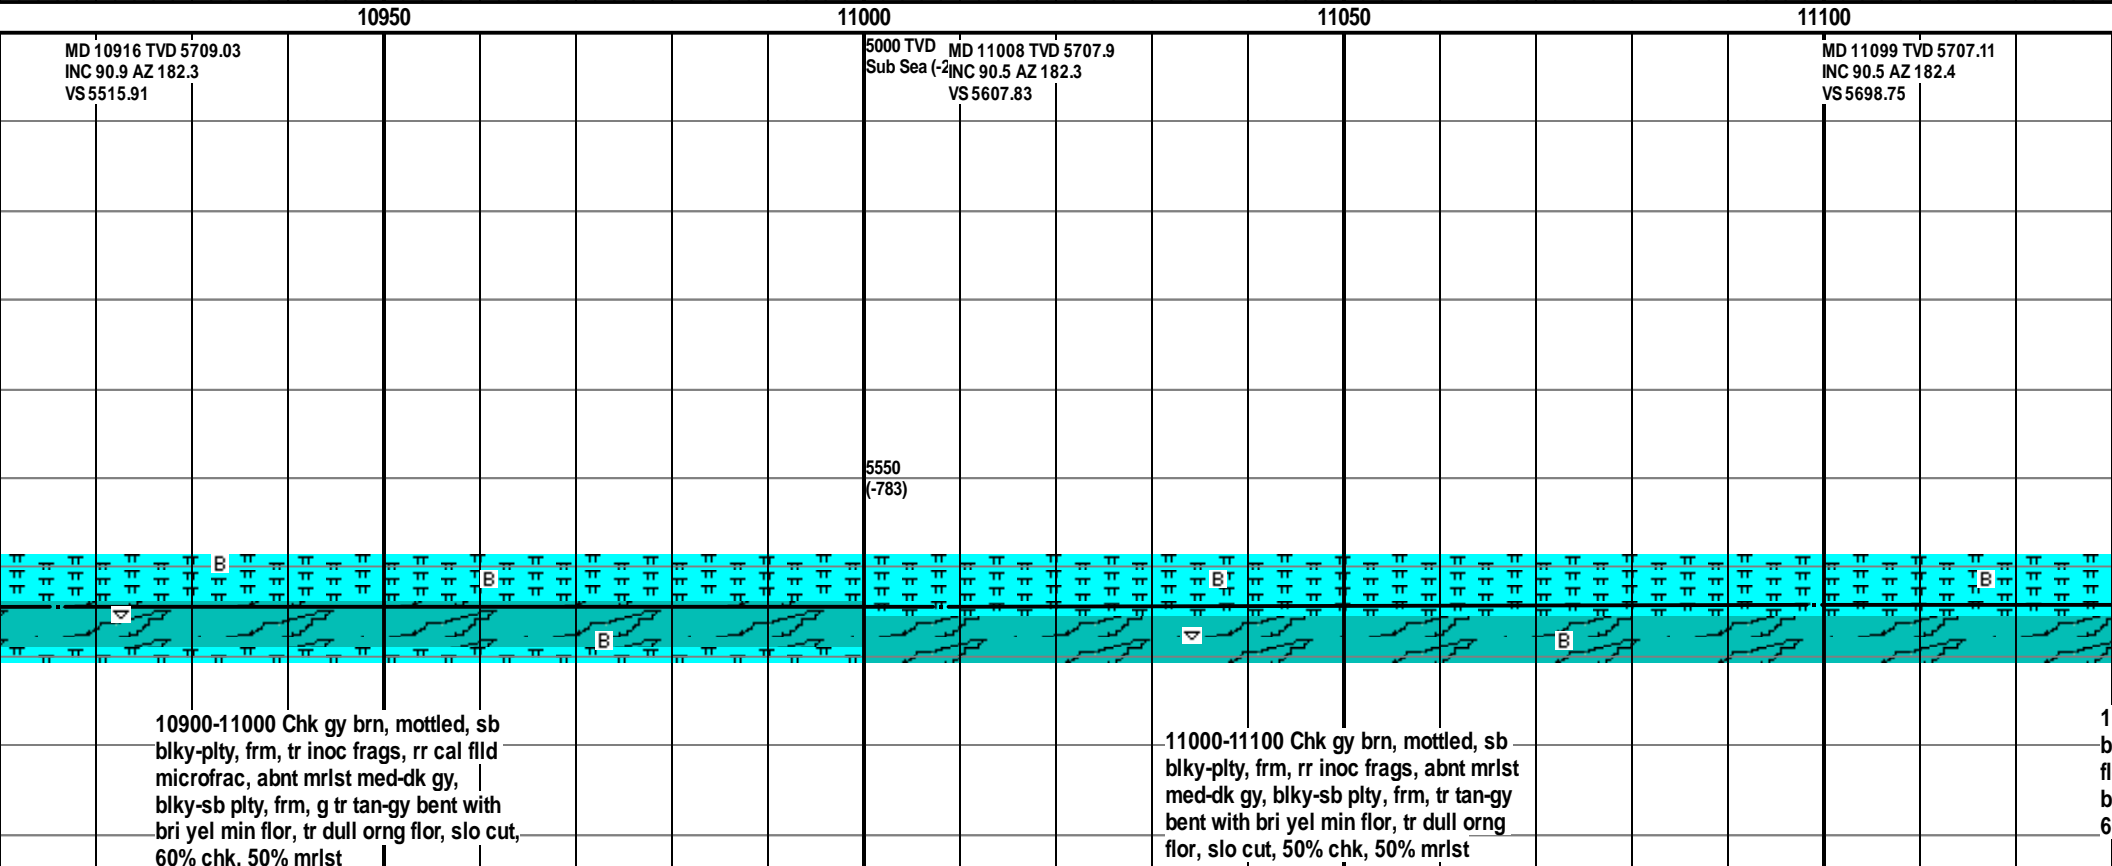 10950
11000
11050
11100
MD 10916 TVD 5709.03
INC 90.9 AZ 182.3
VS 5515.91
5000 TVD
Sub Sea (-2
MD 11008 TVD 5707.9
INC 90.5 AZ 182.3
VS 5607.83
MD 11099 TVD 5707.11
INC 90.5 AZ 182.4
VS 5698.75
5550
(-783)
B
B
B
B
B
B
10900-11000 Chk gy brn, mottled, sb
blky-plty, frm, tr inoc frags, rr cal flld
microfrac, abnt mrlst med-dk gy,
blky-sb plty, frm, g tr tan-gy bent with
bri yel min flor, tr dull orng flor, slo cut,
60% chk, 50% mrlst
11000-11100 Chk gy brn, mottled, sb
blky-plty, frm, rr inoc frags, abnt mrlst
med-dk gy, blky-sb plty, frm, tr tan-gy
bent with bri yel min flor, tr dull orng
flor, slo cut, 50% chk, 50% mrlst
1
b
fl
b
6